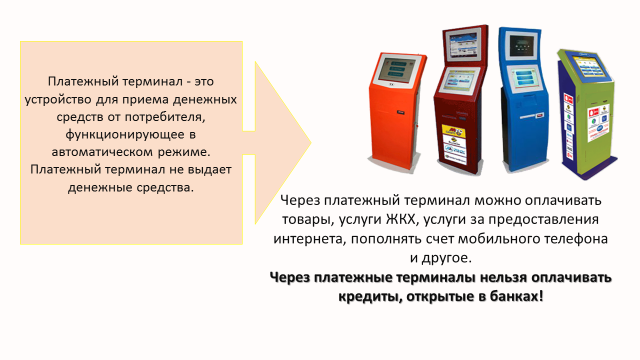 Платежный терминал - это
устройство для приема денежных
средств от потребителя,
функционирующее в
автоматическом режиме.
Платежный терминал не выдает
денежные средства.
Через платежный терминал можно оплачивать
товары, услуги ЖКХ, услуги за предоставления
интернета, пополнять счет мобильного телефона
и другое.
Через платежные терминалы нельзя оплачивать
кредиты, открытые в банках!